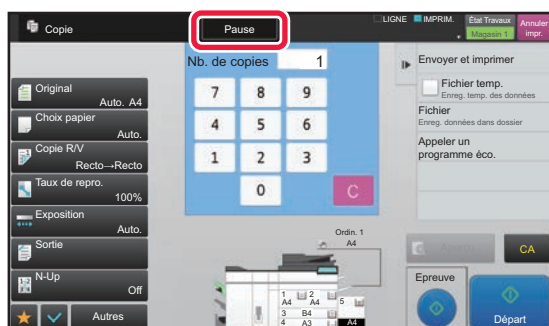 Copie
Pause
LIGNE
IMPRIM.
État Travaux
Magasin 1
Annuler
impr.
Nb. de copies
1
7 8 9
4 5 6
1 2 3
0
C
Original
Auto. A4
Choix papier
Auto.
Copie R/V
Recto→Recto
Taux de repro.
100%
Exposition
Auto.
Sortie
N-Up
Off
Autres
Envoyer et imprimer
Fichier temp.
Enreg. temp. des données
Fichier
Enreg. données dans dossier
Appeler un
programme éco.
Ordin. 1
A4
1 A4
2 A4
3 B4
4 A3
5
A4
CA
Epreuve
Départ